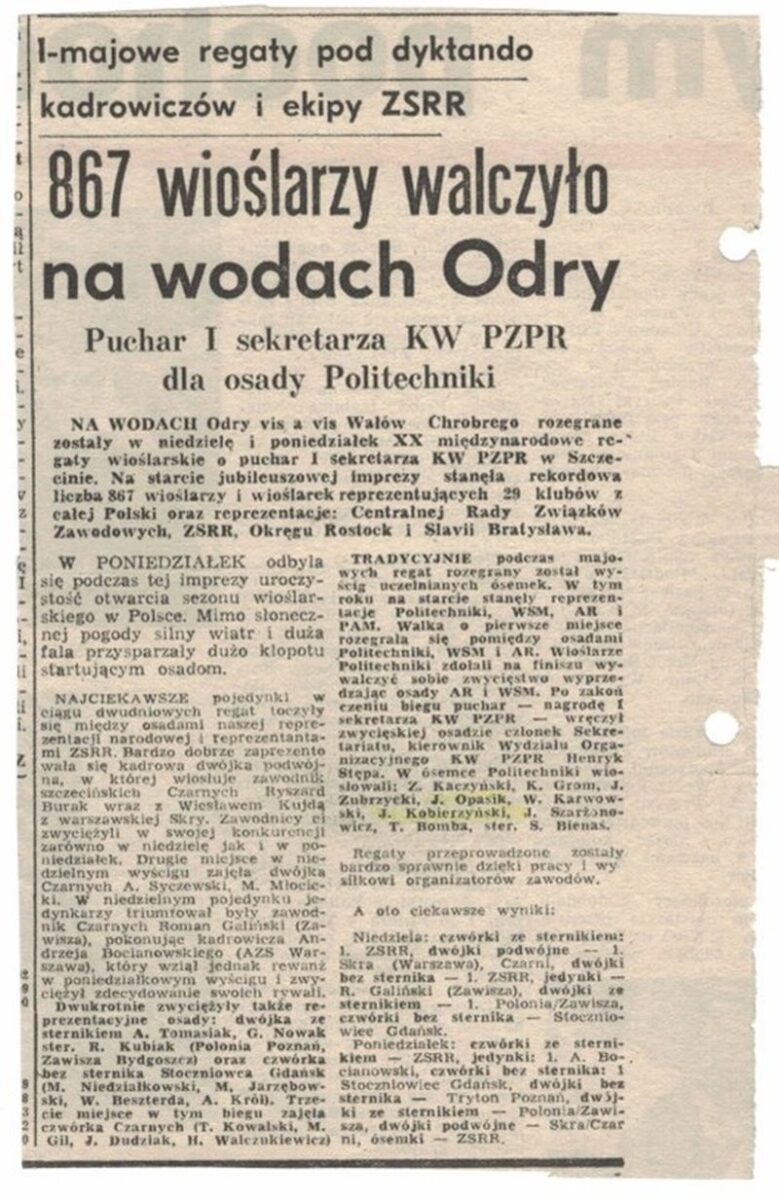 I-majowe regaty pod dyktando
kadrowiczów i ekipy ZSRR
867 wioślarzy walczyło
na wodach Odry
Puchar I sekretarza KW PZPR
dla osady Politechniki
NA WODACH Odry vis a vis Wałów Chrobrego rozegrane
zostały w niedzielę i poniedziałek XX międzynarodowe re-
gaty wioślarskie o puchar I sekretarza KW PZPR w Szcze-
cinie. Na starcie jubileuszowej imprezy stanęła rekordowa
liczba 867 wioślarzy i wioślarek reprezentujących 29 klubów z
całej Polski oraz reprezentacje: Centralnej Rady Związków
Zawodowych, ZSRR, Okręgu Rostock i Slavii Bratysława.
W PONIEDZIAŁEK odbyła
się podczas tej imprezy uroczy-
stość otwarcia sezonu wioślar-
skiego w Polsce. Mimo słonecz-
nej pogody silny wiatr i duża
fala przysparzały dużo kłopotu
startującym osadom.
NAJCIEKAWSZE pojedynki w
ciągu dwudniowych regat toczyły
się między osadami naszej repre-
zentacji narodowej i reprezentanta-
mi ZSRR. Bardzo dobrze zaprezento
wała się kadrowa dwójka podwój-
na, w której wiosłuje zawodnik
szczecińskich Czarnych Ryszard
Burak wraz z Wiesławem Kujdą
z warszawskiej Skry. Zawodnicy ci
zwyciężyli w swojej konkurencji
zarówno w niedzielę jak i w po-
niedziałek. Drugie miejsce w nie-
dzielnym wyścigu zajęła dwójka
Czarnych A. Syczewski, M. Młocic-
ki. W niedzielnym pojedynku je-
dynkarzy triumfował były zawod-
nik Czarnych Roman Galiński (Za-
wisza), pokonując kadrowicza An-
drzeja Bocianowskiego (AZS War-
szawa), który wziął jednak rewanż
w poniedziałkowym wyścigu i zwy-
ciężył zdecydowanie swoich rywali.
Dwukrotnie zwyciężyły także re-
prezentacyjne osady: dwójka ze
sternikiem A. Tomasiak, G. Nowak
ster. R. Kubiak (Polonia Poznań,
Zawisza Bydgoszcz) oraz czwórka
bez sternika Stoczniowca Gdańsk
(M. Niedziałkowski, M. Jarzębow-
ski, W. Beszterda, A. Król). Trze-
cie miejsce w tym biegu zajęła
czwórka Czarnych (T. Kowalski, M.
Gil, J. Dudziak, H. Walczukiewicz)
TRADYCYJNIE podczas majo-
wych regat rozegrany został wy-
ścig uczelnianych ósemek. W tym
roku na starcie stanęły reprezen-
tacje Politechniki, WSM, AR i
PAM. Walka o pierwsze miejsce
rozegrała się pomiędzy osadami
Politechniki, WSM i AR. Wioślarze
Politechniki zdołali na finiszu wy-
walczyć sobie zwycięstwo wyprze-
dzając osady AR i WSM. Po zakoń
czeniu biegu puchar — nagrodę I
sekretarza KW PZPR — wręczył
zwycięskiej osadzie członek Sekre-
tariatu, kierownik Wydziału Orga-
nizacyjnego KW PZPR Henryk
Stępa. W ósemce Politechniki wio-
słowali: Z. Kaczyński, K. Grom, J.
Zubrzycki, J. Opasik, W. Karwow-
ski, J. Kobierzyński, J. Szarżono-
wicz, T. Bomba, ster. S. Bienaś.
Regaty przeprowadzone zostały
bardzo sprawnie dzięki pracy i wy
siłkowi organizatorów zawodów.
A oto ciekawsze wyniki:
Niedziela: czwórki ze sternikiem:
1. ZSRR, dwójki podwójne — 1.
Skra (Warszawa), Czarni, dwójki
bez sternika — 1. ZSRR, jedynki —
R. Galiński (Zawisza), dwójki ze
sternikiem — 1. Polonia/Zawisza,
czwórki bez sternika — Stocznio-
wiec Gdańsk.
Poniedziałek: czwórki ze sterni-
kiem — ZSRR, jedynki: 1. A. Bo-
cianowski, czwórki bez sternika: 1
Stoczniowiec Gdańsk, dwójki bez
sternika — Tryton Poznań, dwój-
ki ze sternikiem — Polonia/Zawi-
sza, dwójki podwójne — Skra/Czar
ni, ósemki — ZSRR.